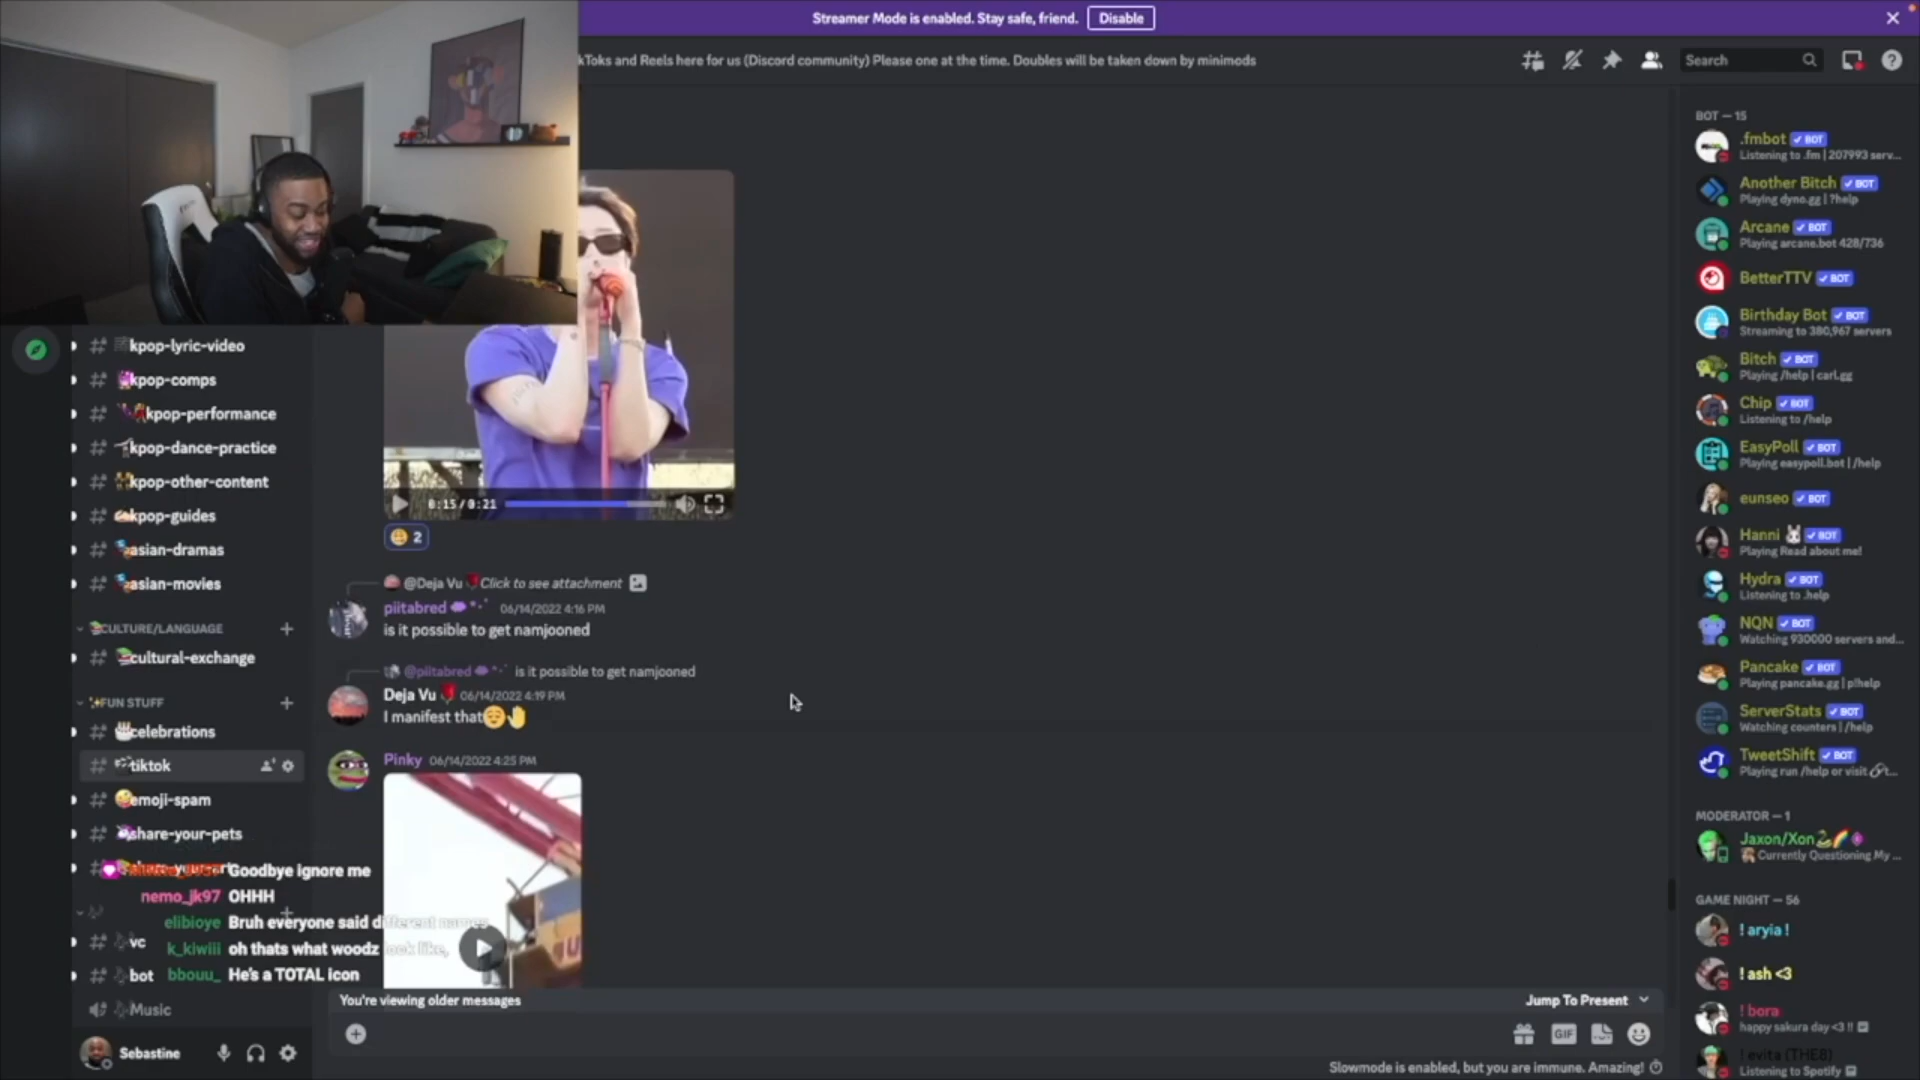 Streamer Mode is enabled. Stay safe, friend.
Disable
kToks and Reels here for us (Discord community) Please one at the time. Doubles will be taken down by minimods
Search
kpop-lyric-video
kpop-comps
kpop-performance
kpop-dance-practice
kpop-other-content
kpop-guides
asian-dramas
asian-movies
CULTURE/LANGUAGE
cultural-exchange
FUN STUFF
celebrations
tiktok
emoji-spam
share-your-pets
Goodbye ignore me
nemo_jk97 OHHH
elibioye Bruh everyone said different names
k_kiwiii oh thats what woodz look like,
bbouu_ He's a TOTAL icon
vc
bot
Music
Sebastine
0:15/0:21
2
@Deja Vu Click to see attachment
piitabred 06/14/2022 4:16 PM
is it possible to get namjooned
@piitabred is it possible to get namjooned
Deja Vu 06/14/2022 4:19 PM
I manifest that
Pinky 06/14/2022 4:25 PM
You're viewing older messages
Jump To Present
GIF
Slowmode is enabled, but you are immune. Amazing!
BOT — 15
.fmbot BOT
Listening to .fm | 207993 serv...
Another Bitch BOT
Playing dyno.gg | ?help
Arcane BOT
Playing arcane.bot 428/736
BetterTTV BOT
Birthday Bot BOT
Streaming to 380,967 servers
Bitch BOT
Playing /help | carl.gg
Chip BOT
Listening to /help
EasyPoll BOT
Playing easypoll.bot | /help
eunseo BOT
Hanni BOT
Playing Read about me!
Hydra BOT
Listening to .help
NQN BOT
Watching 930000 servers and...
Pancake BOT
Playing pancake.gg | p!help
ServerStats BOT
Watching counters | /help
TweetShift BOT
Playing run /help or visit
MODERATOR — 1
Jaxon/Xon
Currently Questioning My ...
GAME NIGHT — 56
! aryia !
! ash <3
! bora
happy sakura day <3 !!
! evita (THE8)
Listening to Spotify